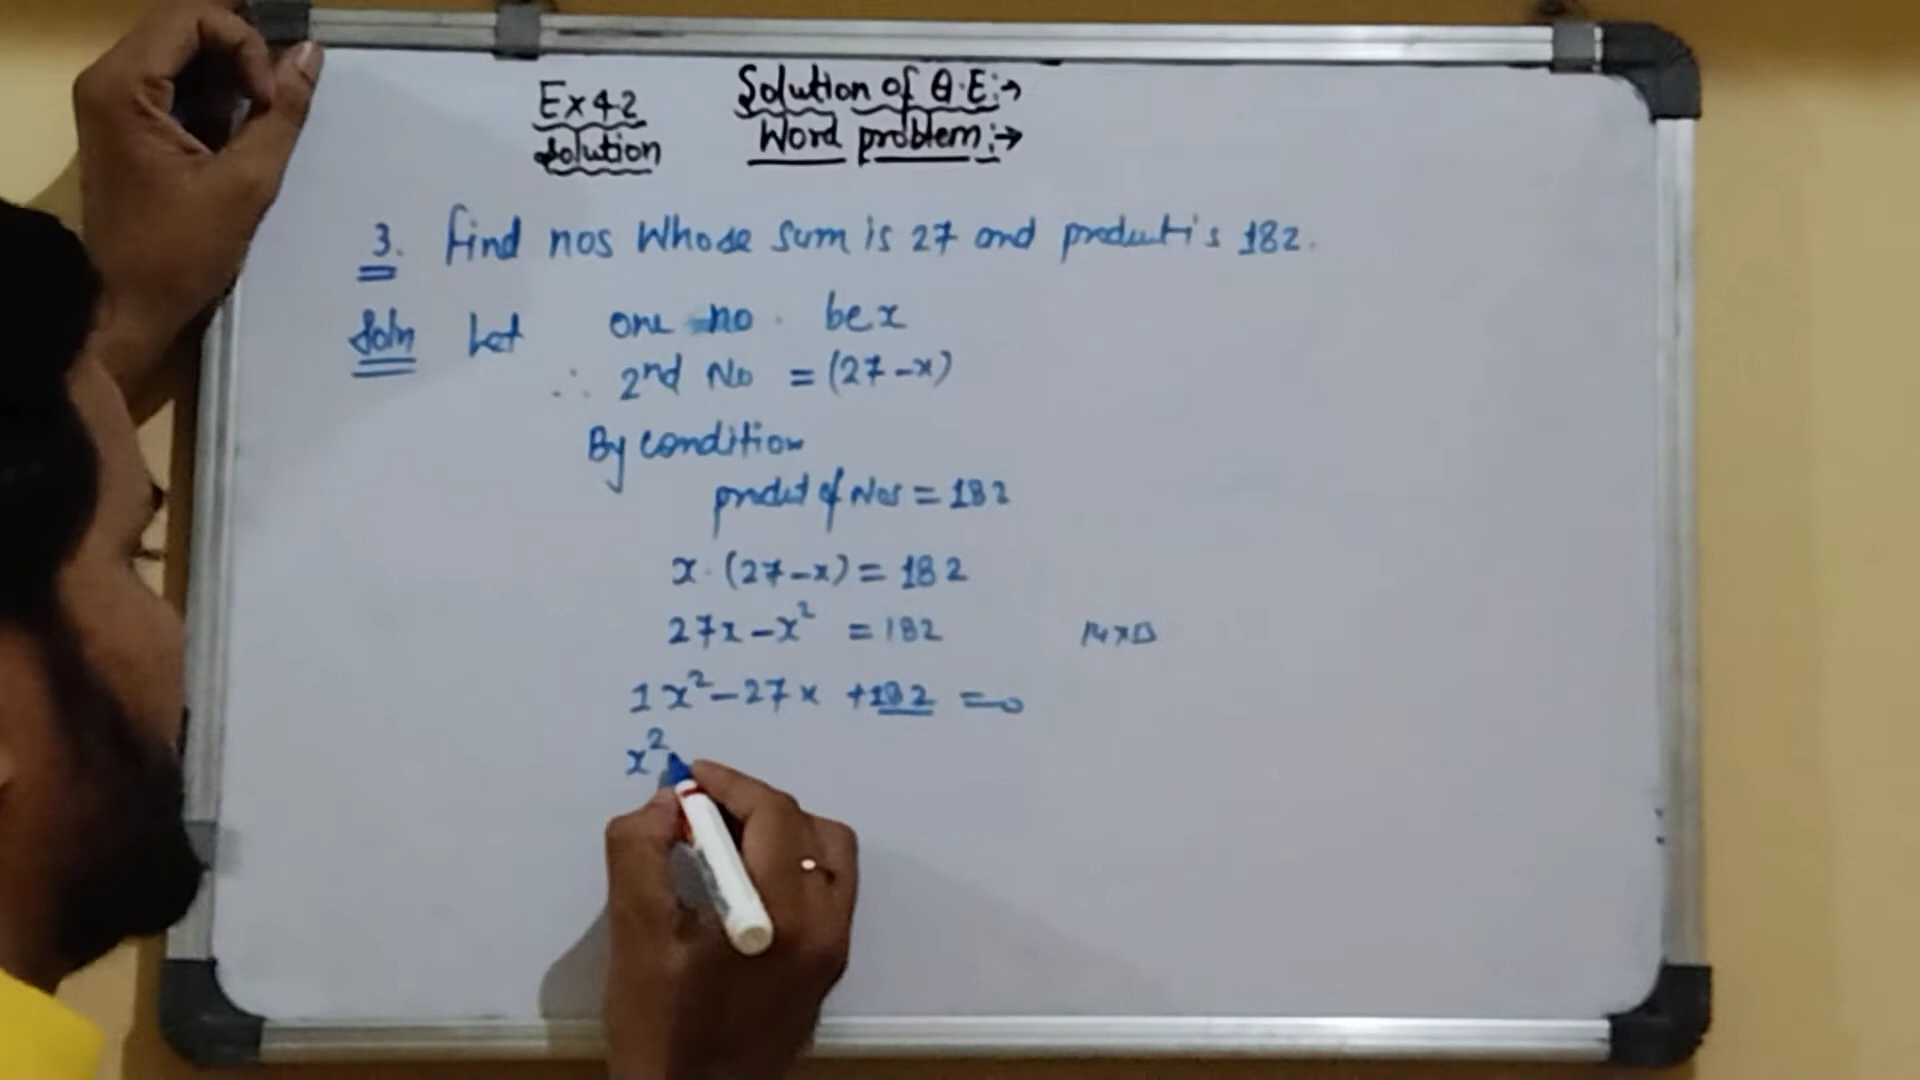 Ex 4.2
Solution
Solution of Q.E:→
Word problem:→
3. Find nos Whose sum is 27 and product is 182.
Soln Let one no. be x
∴ 2nd No = (27-x)
By condition
product of Nos = 182
x·(27-x) = 182
27x-x² = 182
14x13
1x²-27x +182 =0
x²